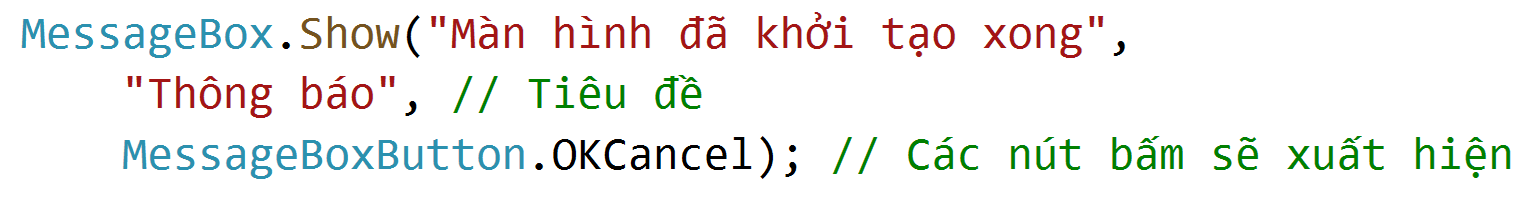 MessageBox.Show("Màn hình đã khởi tạo xong",
"Thông báo", // Tiêu đề
MessageBoxButton.OKCancel); // Các nút bấm sẽ xuất hiện